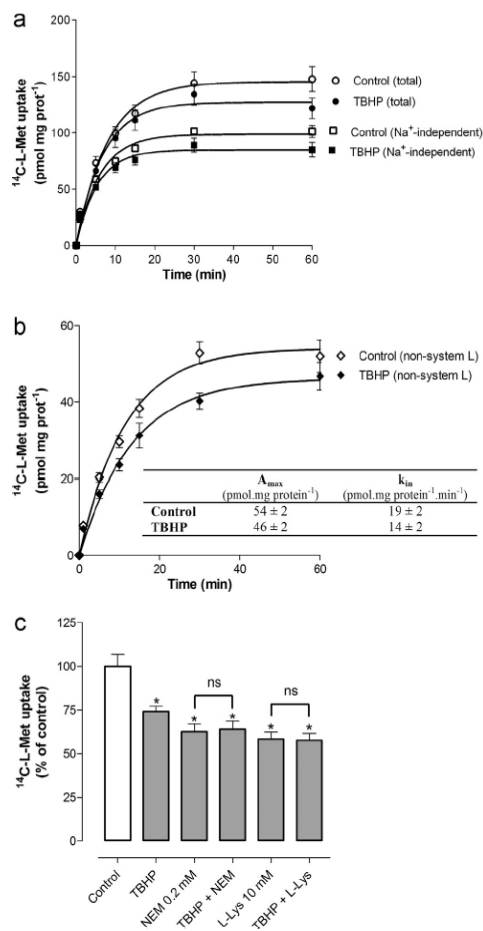 a
¹⁴C-L-Met uptake
(pmol mg prot⁻¹)
200
150
100
50
0
0 10 20 30 40 50 60
Time (min)
Control (total)
TBHP (total)
Control (Na⁺-independent)
TBHP (Na⁺-independent)
b
¹⁴C-L-Met uptake
(pmol mg prot⁻¹)
60
40
20
0
0 20 40 60
Time (min)
Control (non-system L)
TBHP (non-system L)
Aₘₐₓ kᵢₙ
(pmol.mg protein⁻¹) (pmol.mg protein⁻¹.min⁻¹)
Control 54 ± 2 19 ± 2
TBHP 46 ± 2 14 ± 2
c
¹⁴C-L-Met uptake
(% of control)
125
100
75
50
25
0
ns ns
* * * * *
Control
TBHP
NEM 0.2 mM
TBHP + NEM
L-Lys 10 mM
TBHP + L-Lys